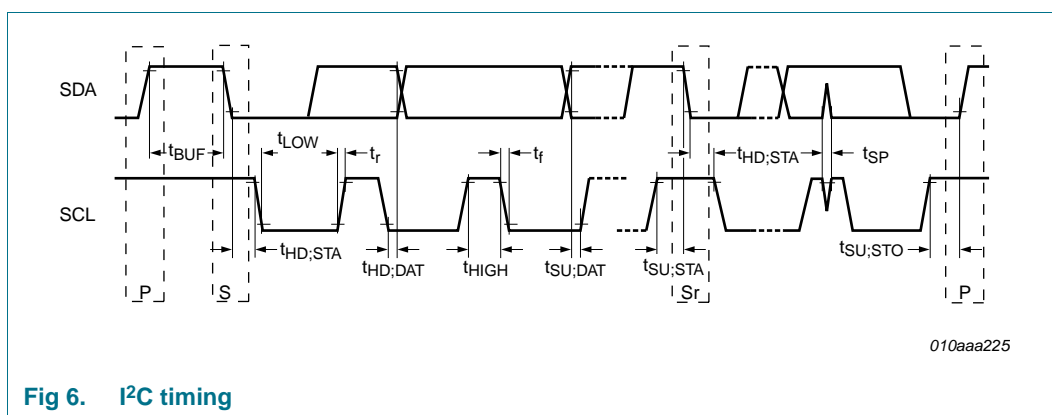 SDA
tBUF
tLOW
tr
tf
tHD;STA
tSP
SCL
tHD;STA
tHD;DAT
tHIGH
tSU;DAT
tSU;STA
tSU;STO
P
S
Sr
P
010aaa225
Fig 6. I²C timing